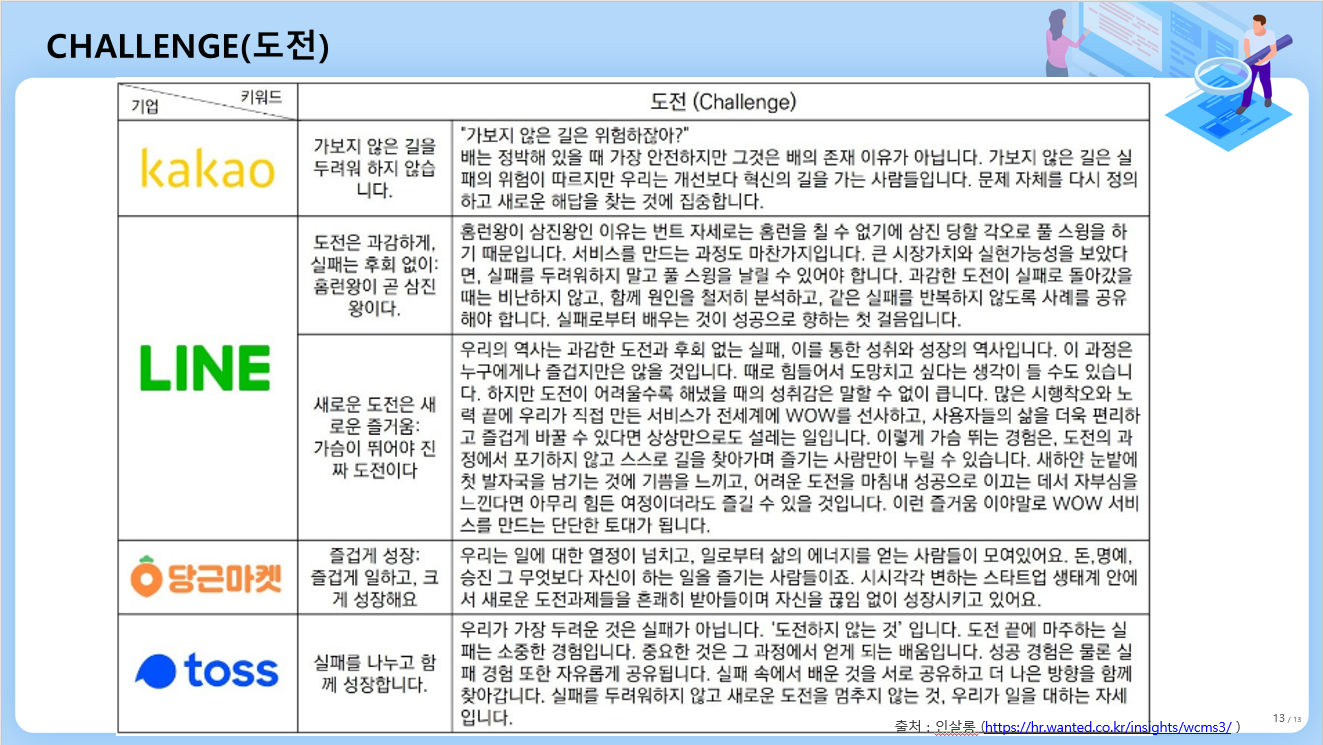 CHALLENGE(도전)
키워드
기업
도전 (Challenge)
kakao
가보지 않은 길을
두려워 하지 않습
니다.
"가보지 않은 길은 위험하잖아?"
배는 정박해 있을 때 가장 안전하지만 그것은 배의 존재 이유가 아닙니다. 가보지 않은 길은 실
패의 위험이 따르지만 우리는 개선보다 혁신의 길을 가는 사람들입니다. 문제 자체를 다시 정의
하고 새로운 해답을 찾는 것에 집중합니다.
LINE
도전은 과감하게,
실패는 후회 없이:
홈런왕이 곧 삼진
왕이다.
홈런왕이 삼진왕인 이유는 번트 자세로는 홈런을 칠 수 없기에 삼진 당할 각오로 풀 스윙을 하
기 때문입니다. 서비스를 만드는 과정도 마찬가지입니다. 큰 시장가치와 실현가능성을 보았다
면, 실패를 두려워하지 말고 풀 스윙을 날릴 수 있어야 합니다. 과감한 도전이 실패로 돌아갔을
때는 비난하지 않고, 함께 원인을 철저히 분석하고, 같은 실패를 반복하지 않도록 사례를 공유
해야 합니다. 실패로부터 배우는 것이 성공으로 향하는 첫 걸음입니다.
새로운 도전은 새
로운 즐거움:
가슴이 뛰어야 진
짜 도전이다
우리의 역사는 과감한 도전과 후회 없는 실패, 이를 통한 성취와 성장의 역사입니다. 이 과정은
누구에게나 즐겁지만은 않을 것입니다. 때로 힘들어서 도망치고 싶다는 생각이 들 수도 있습니
다. 하지만 도전이 어려울수록 해냈을 때의 성취감은 말할 수 없이 큽니다. 많은 시행착오와 노
력 끝에 우리가 직접 만든 서비스가 전세계에 WOW를 선사하고, 사용자들의 삶을 더욱 편리하
고 즐겁게 바꿀 수 있다면 상상만으로도 설레는 일입니다. 이렇게 가슴 뛰는 경험은, 도전의 과
정에서 포기하지 않고 스스로 길을 찾아가며 즐기는 사람만이 누릴 수 있습니다. 새하얀 눈밭에
첫 발자국을 남기는 것에 기쁨을 느끼고, 어려운 도전을 마침내 성공으로 이끄는 데서 자부심을
느낀다면 아무리 힘든 여정이더라도 즐길 수 있을 것입니다. 이런 즐거움 이야말로 WOW 서비
스를 만드는 단단한 토대가 됩니다.
당근마켓
즐겁게 성장:
즐겁게 일하고, 크
게 성장해요
우리는 일에 대한 열정이 넘치고, 일로부터 삶의 에너지를 얻는 사람들이 모여있어요. 돈,명예,
승진 그 무엇보다 자신이 하는 일을 즐기는 사람들이죠. 시시각각 변하는 스타트업 생태계 안에
서 새로운 도전과제들을 흔쾌히 받아들이며 자신을 끊임 없이 성장시키고 있어요.
toss
실패를 나누고 함
께 성장합니다.
우리가 가장 두려운 것은 실패가 아닙니다. '도전하지 않는 것' 입니다. 도전 끝에 마주하는 실
패는 소중한 경험입니다. 중요한 것은 그 과정에서 얻게 되는 배움입니다. 성공 경험은 물론 실
패 경험 또한 자유롭게 공유됩니다. 실패 속에서 배운 것을 서로 공유하고 더 나은 방향을 함께
찾아갑니다. 실패를 두려워하지 않고 새로운 도전을 멈추지 않는 것, 우리가 일을 대하는 자세
입니다.
출처 : 인살롱 (https://hr.wanted.co.kr/insights/wcms3/ )
13 / 13